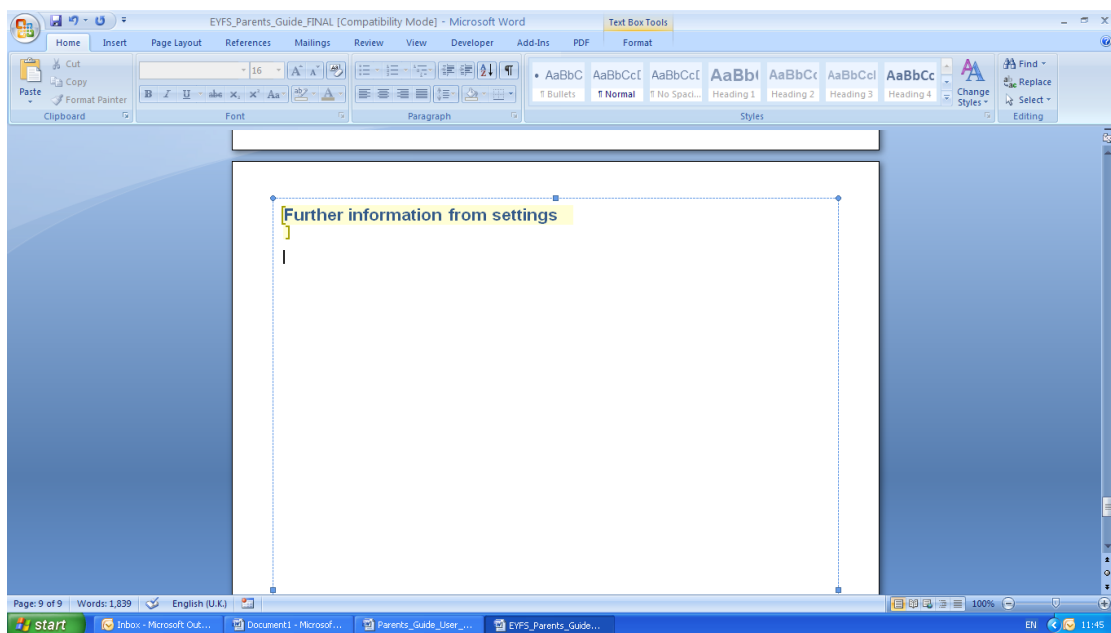 EYFS_Parents_Guide_FINAL [Compatibility Mode] - Microsoft Word
Text Box Tools
Home Insert Page Layout References Mailings Review View Developer Add-Ins PDF Format
Paste
Cut
Copy
Format Painter
Clipboard
16
Font
Paragraph
AaBbC AaBbCcI AaBbCcI AaBb( AaBbCc AaBbCcI AaBbCc
¶ Bullets ¶ Normal ¶ No Spaci... Heading 1 Heading 2 Heading 3 Heading 4
Change Styles
Styles
Find
Replace
Select
Editing
[Further information from settings
]
Page: 9 of 9 Words: 1,839 English (U.K.) 100%
start Inbox - Microsoft Out... Document1 - Microsof... Parents_Guide_User_... EYFS_Parents_Guide... EN 11:45